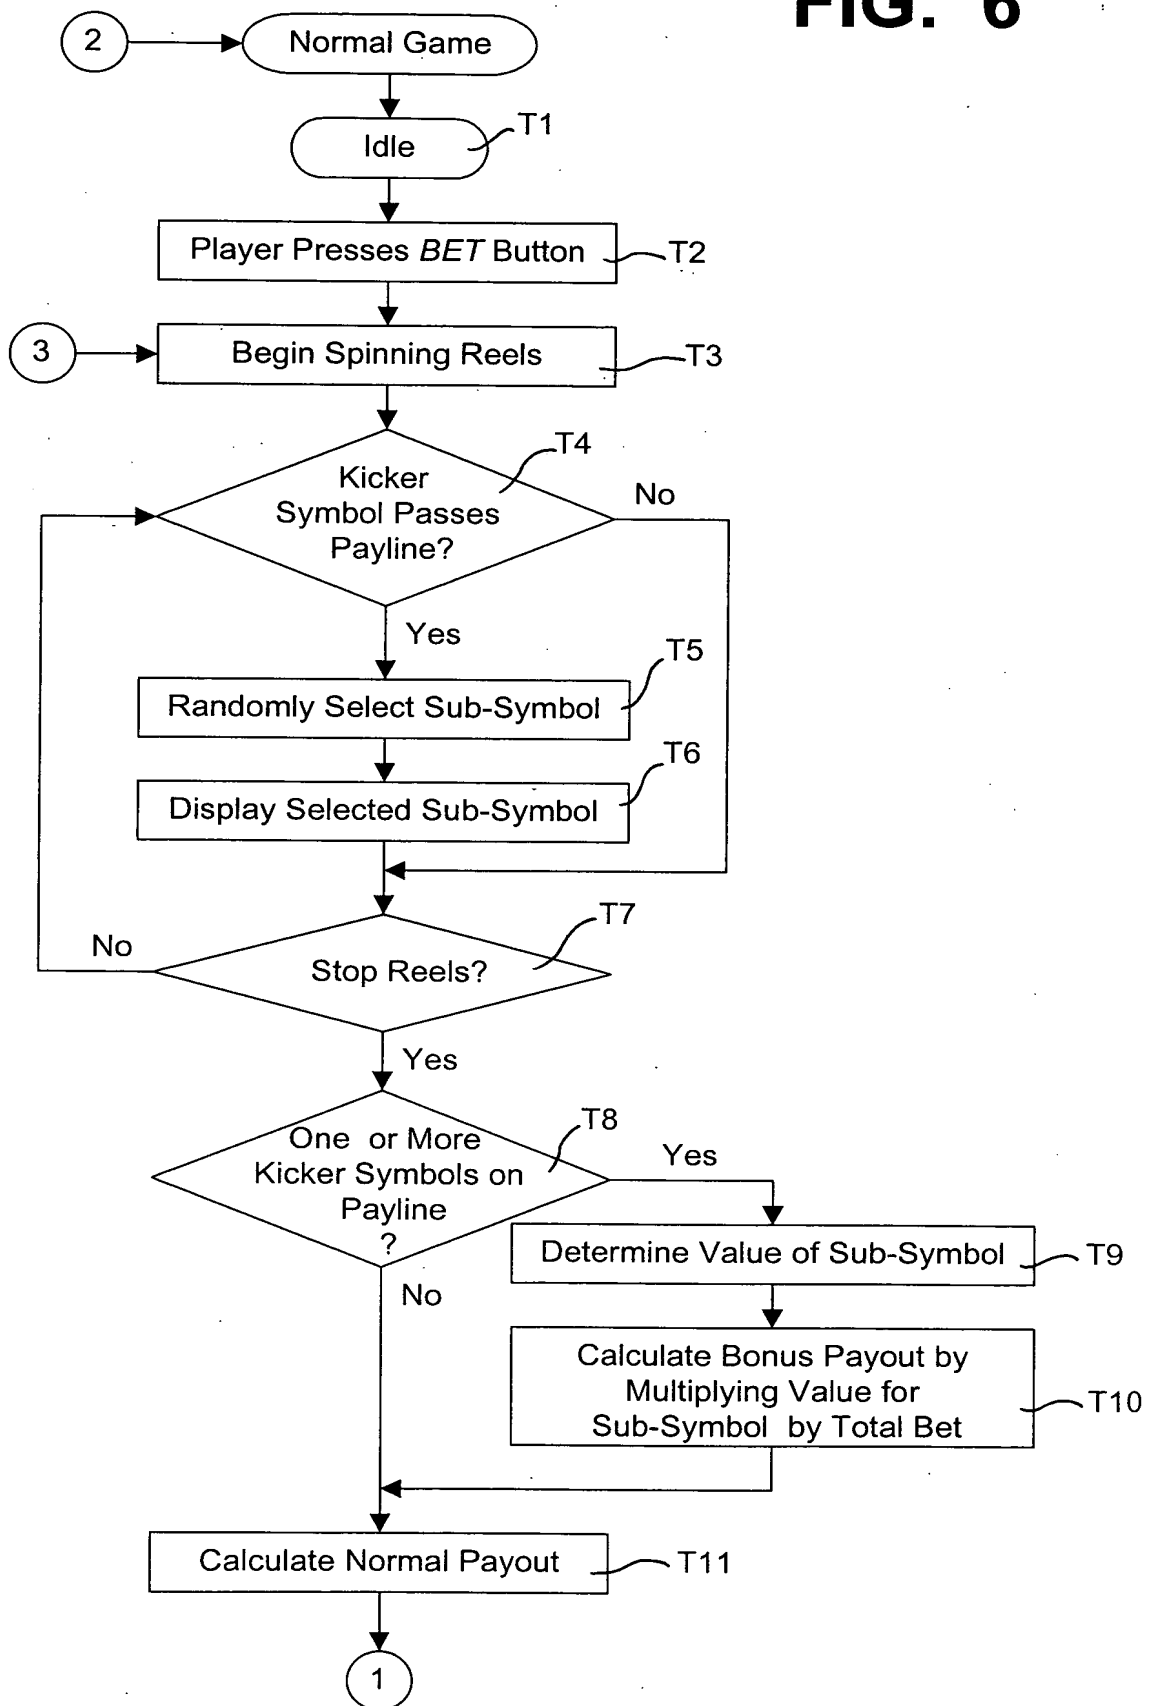 FIG. 6
2
Normal Game
T1
Idle
Player Presses BET Button
T2
3
Begin Spinning Reels
T3
T4
Kicker
Symbol Passes
Payline?
No
Yes
T5
Randomly Select Sub-Symbol
T6
Display Selected Sub-Symbol
T7
No
Stop Reels?
Yes
T8
One or More
Kicker Symbols on
Payline
?
Yes
No
Determine Value of Sub-Symbol
T9
Calculate Bonus Payout by
Multiplying Value for
Sub-Symbol by Total Bet
T10
Calculate Normal Payout
T11
1